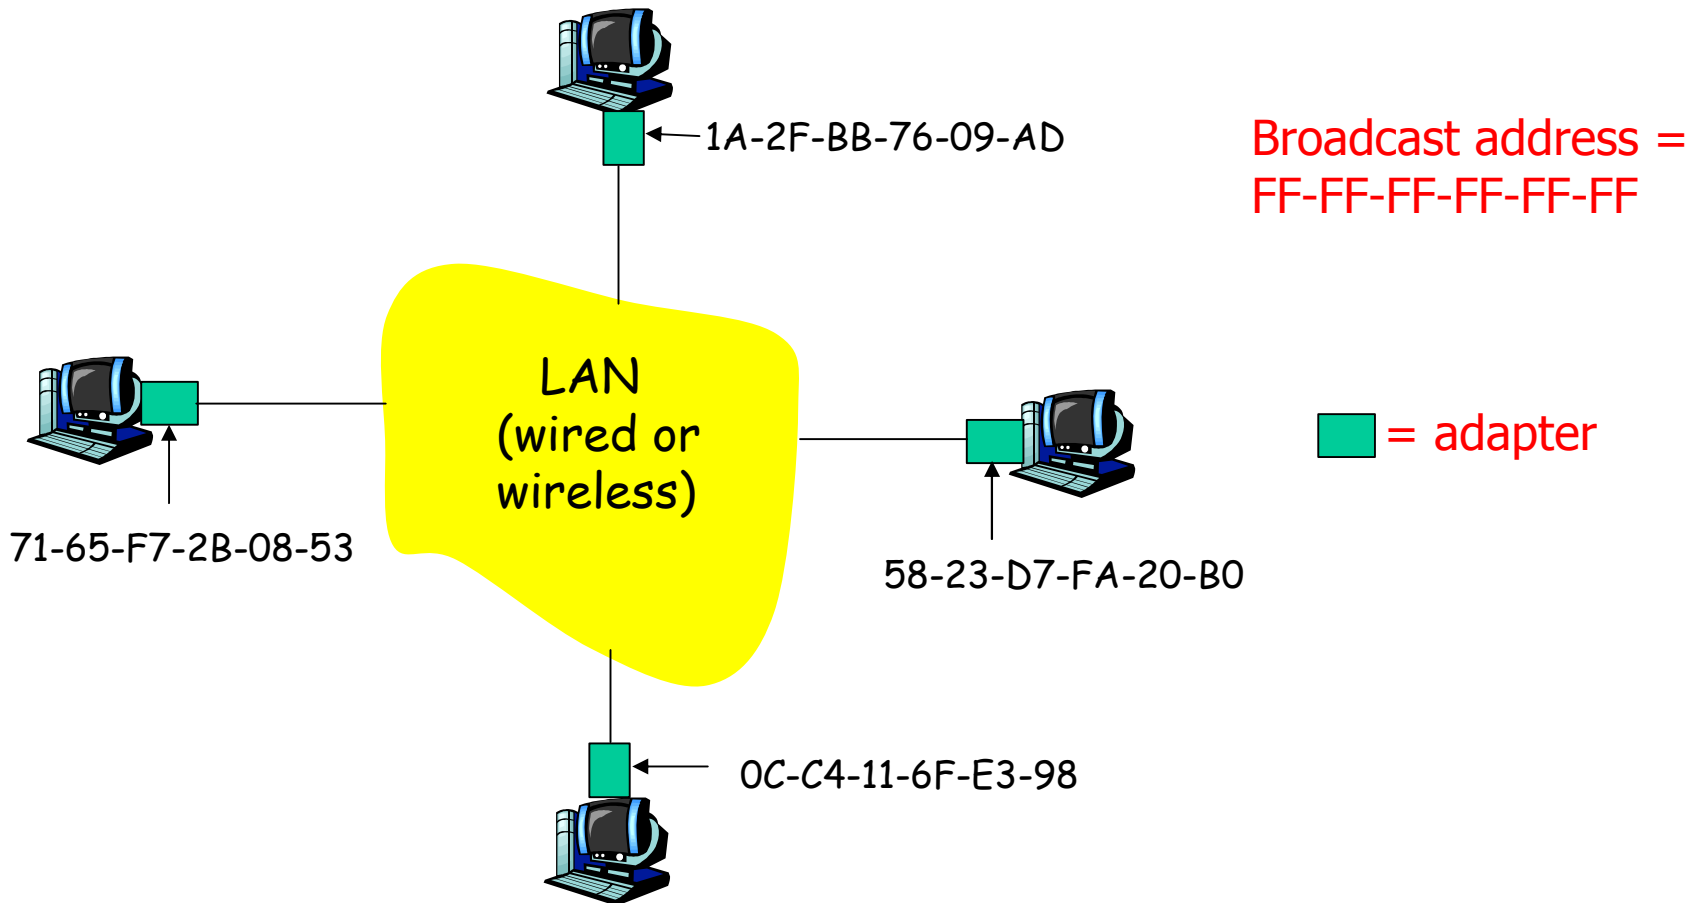 1A-2F-BB-76-09-AD
Broadcast address =
FF-FF-FF-FF-FF-FF
LAN
(wired or
wireless)
= adapter
71-65-F7-2B-08-53
58-23-D7-FA-20-B0
0C-C4-11-6F-E3-98